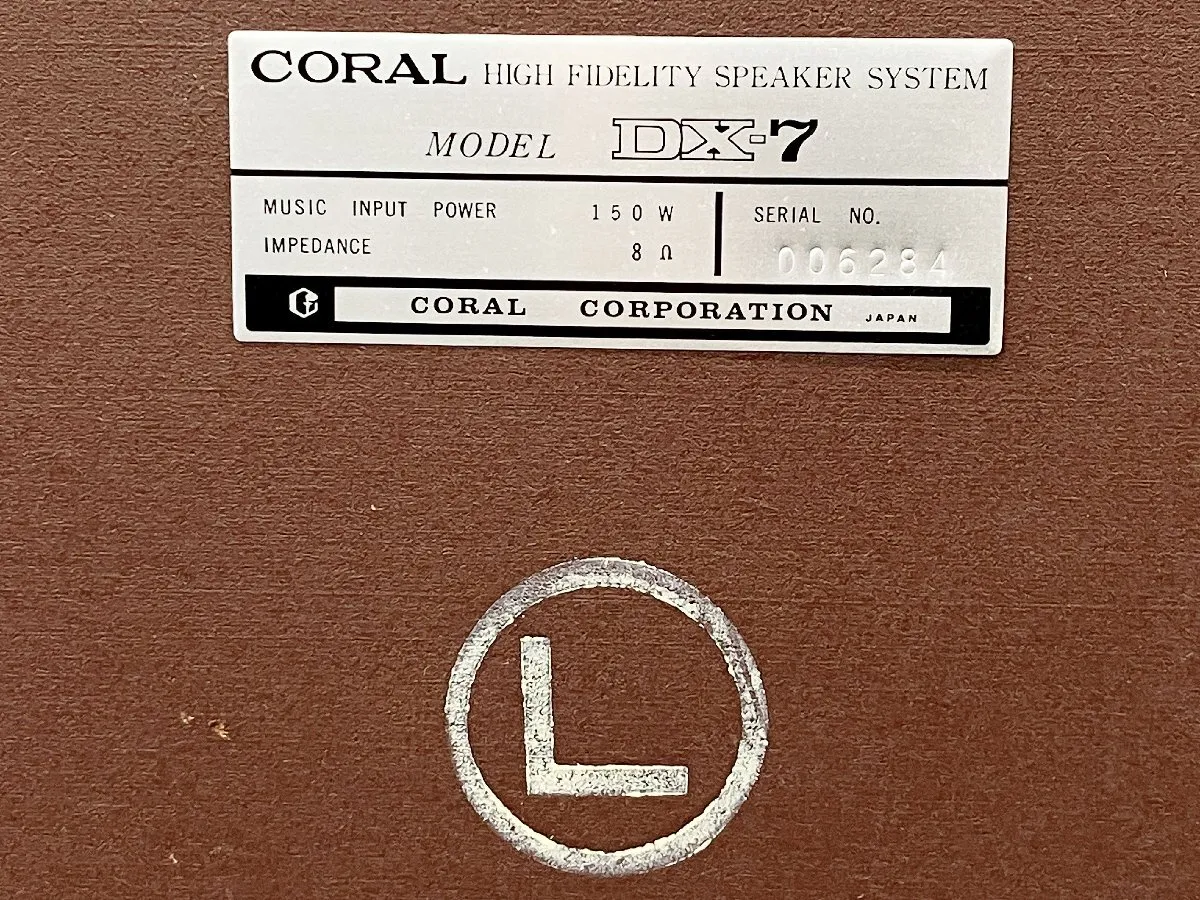 CORAL HIGH FIDELITY SPEAKER SYSTEM
MODEL DX-7
MUSIC INPUT POWER 150 W
IMPEDANCE 8 Ω
SERIAL NO.
006284
CORAL CORPORATION JAPAN
L